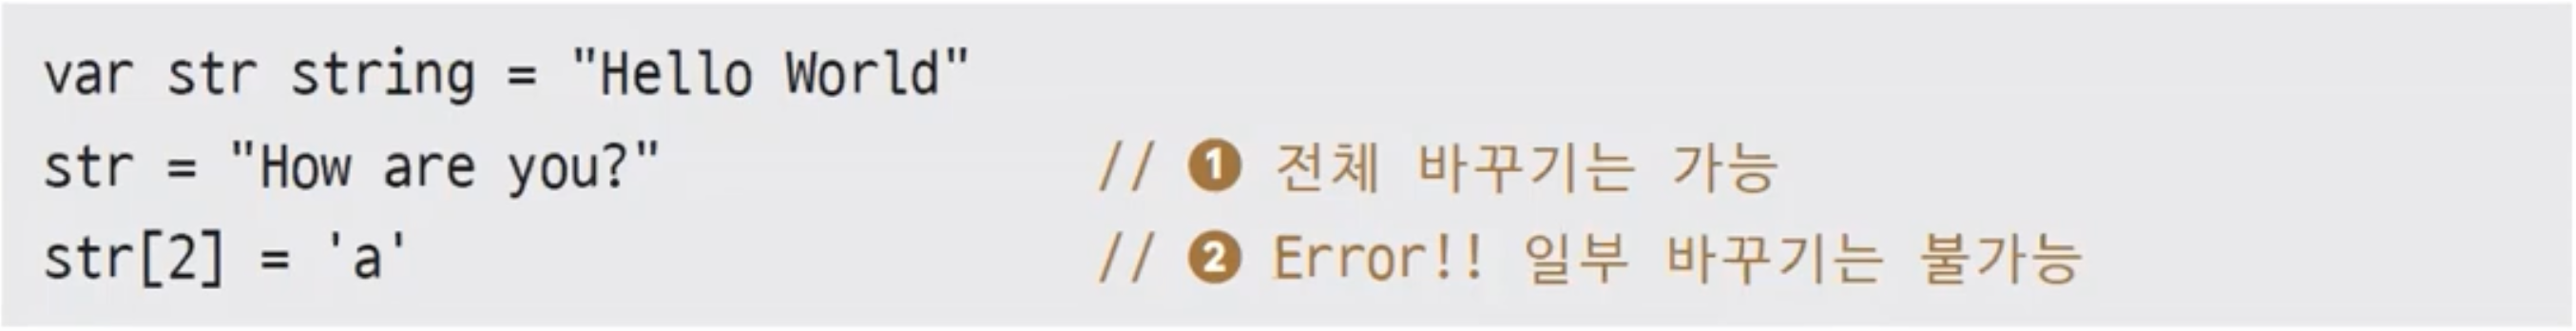 var str string = "Hello World"
str = "How are you?" // ❶ 전체 바꾸기는 가능
str[2] = 'a' // ❷ Error!! 일부 바꾸기는 불가능